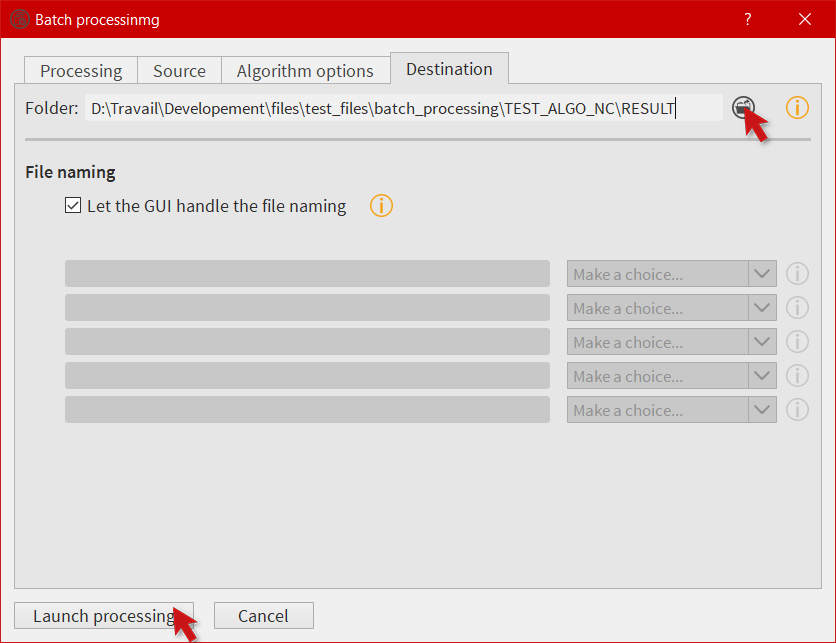 Batch processinmg ?
Processing Source Algorithm options Destination
Folder: D:\Travail\Developement\files\test_files\batch_processing\TEST_ALGO_NC\RESULT
File naming
Let the GUI handle the file naming
Make a choice...
Make a choice...
Make a choice...
Make a choice...
Make a choice...
Launch processing Cancel